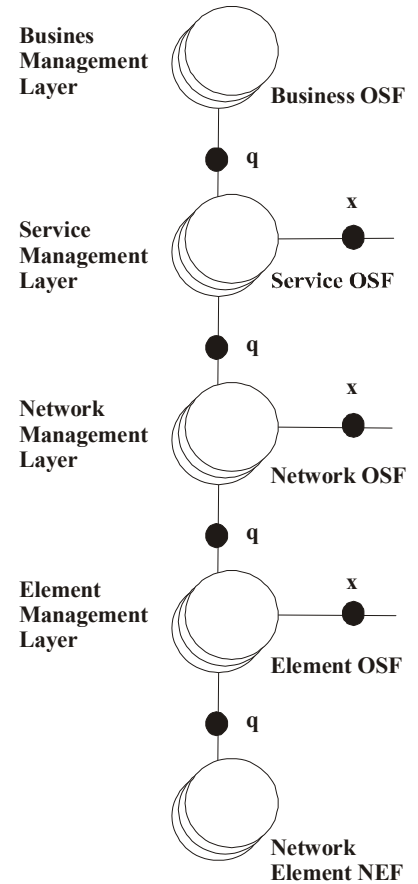 Busines
Management
Layer
Business OSF
q
x
Service
Management
Layer
Service OSF
q
x
Network
Management
Layer
Network OSF
q
x
Element
Management
Layer
Element OSF
q
Network
Element NEF